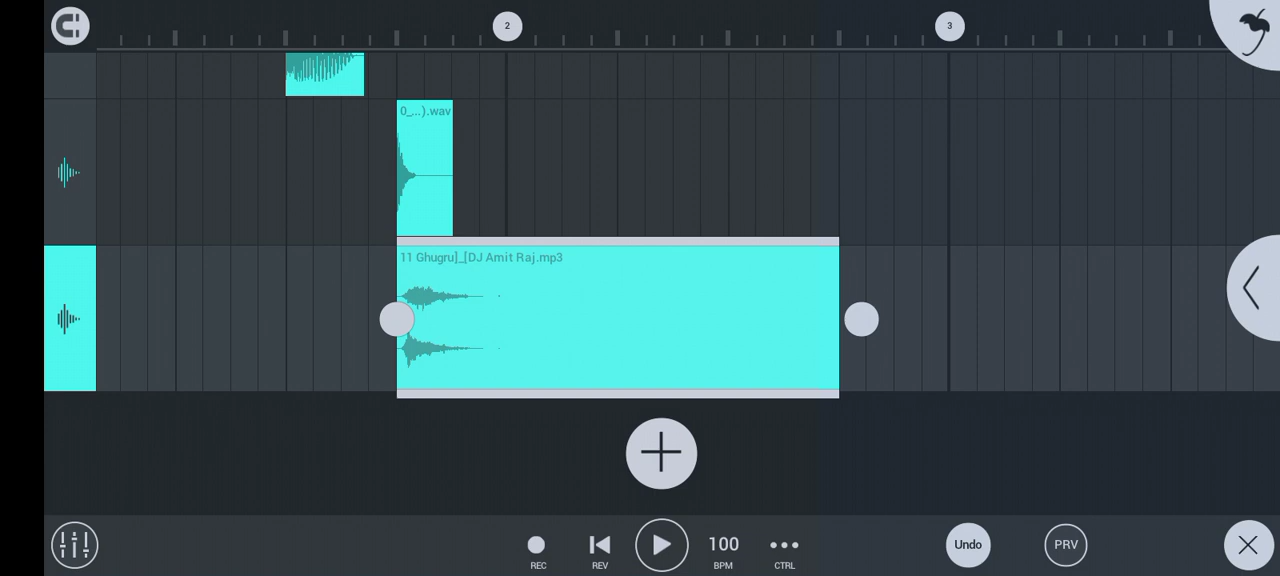 2
3
0_...).wav
11 Ghugru]_[DJ Amit Raj.mp3
100
Undo
PRV
REC
REV
BPM
CTRL